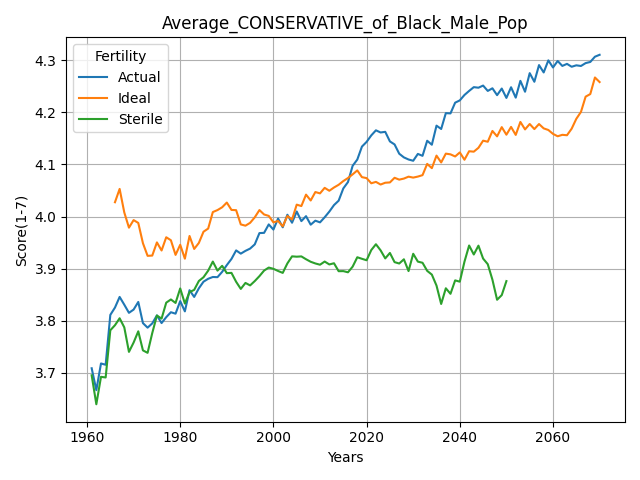 Average_CONSERVATIVE_of_Black_Male_Pop
Fertility
Actual
Ideal
Sterile
Score(1-7)
4.3
4.2
4.1
4.0
3.9
3.8
3.7
1960 1980 2000 2020 2040 2060
Years